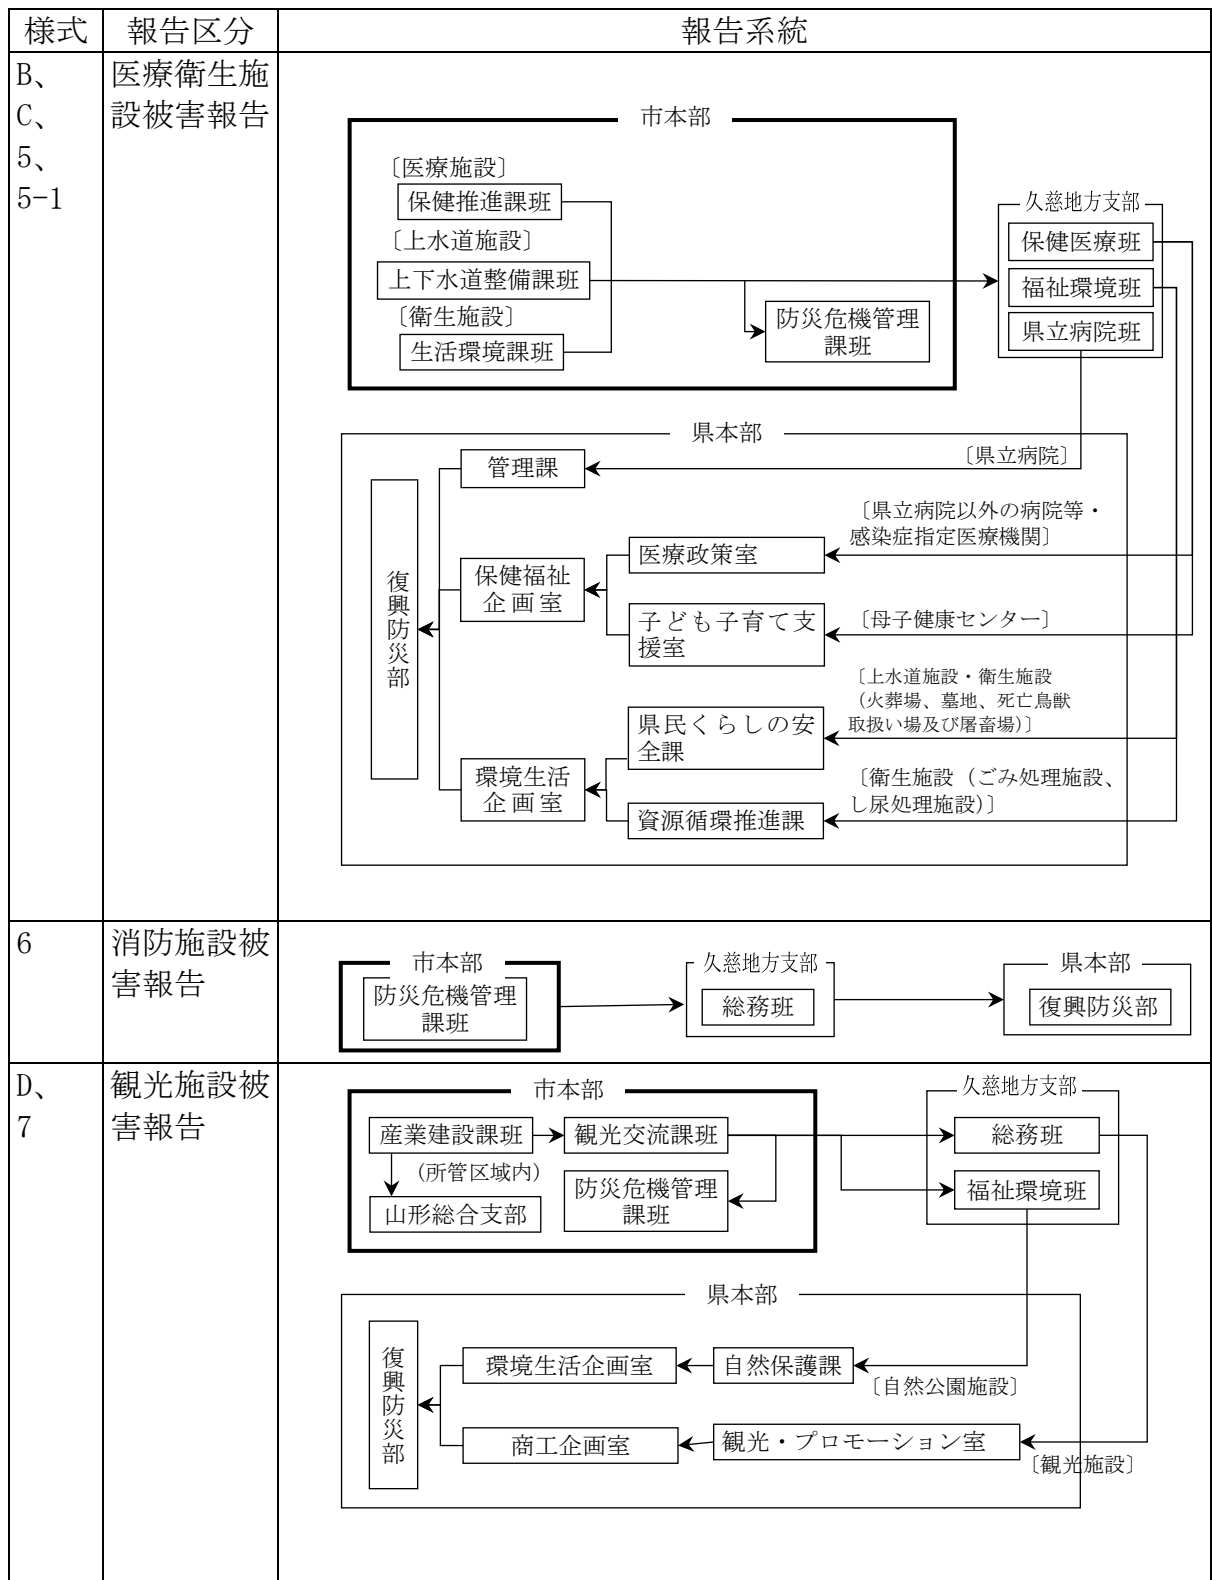 様式 報告区分 報告系統
B、
C、
5、
5-1
医療衛生施
設被害報告
市本部
〔医療施設〕
保健推進課班
〔上水道施設〕
上下水道整備課班
〔衛生施設〕
生活環境課班
防災危機管理
課班
久慈地方支部
保健医療班
福祉環境班
県立病院班
県本部
〔県立病院〕
管理課
〔県立病院以外の病院等・
感染症指定医療機関〕
医療政策室
保健福祉
企画室
復興防災部
子ども子育て支
援室
〔母子健康センター〕
〔上水道施設・衛生施設
（火葬場、墓地、死亡鳥獣
取扱い場及び屠畜場）〕
県民くらしの安
全課
環境生活
企画室
〔衛生施設（ごみ処理施設、
し尿処理施設）〕
資源循環推進課
6
消防施設被
害報告
市本部
防災危機管理
課班
久慈地方支部
総務班
県本部
復興防災部
D、
7
観光施設被
害報告
市本部
産業建設課班
観光交流課班
（所管区域内）
山形総合支部
防災危機管理
課班
久慈地方支部
総務班
福祉環境班
県本部
復興防災部
環境生活企画室
自然保護課
〔自然公園施設〕
商工企画室
観光・プロモーション室
〔観光施設〕